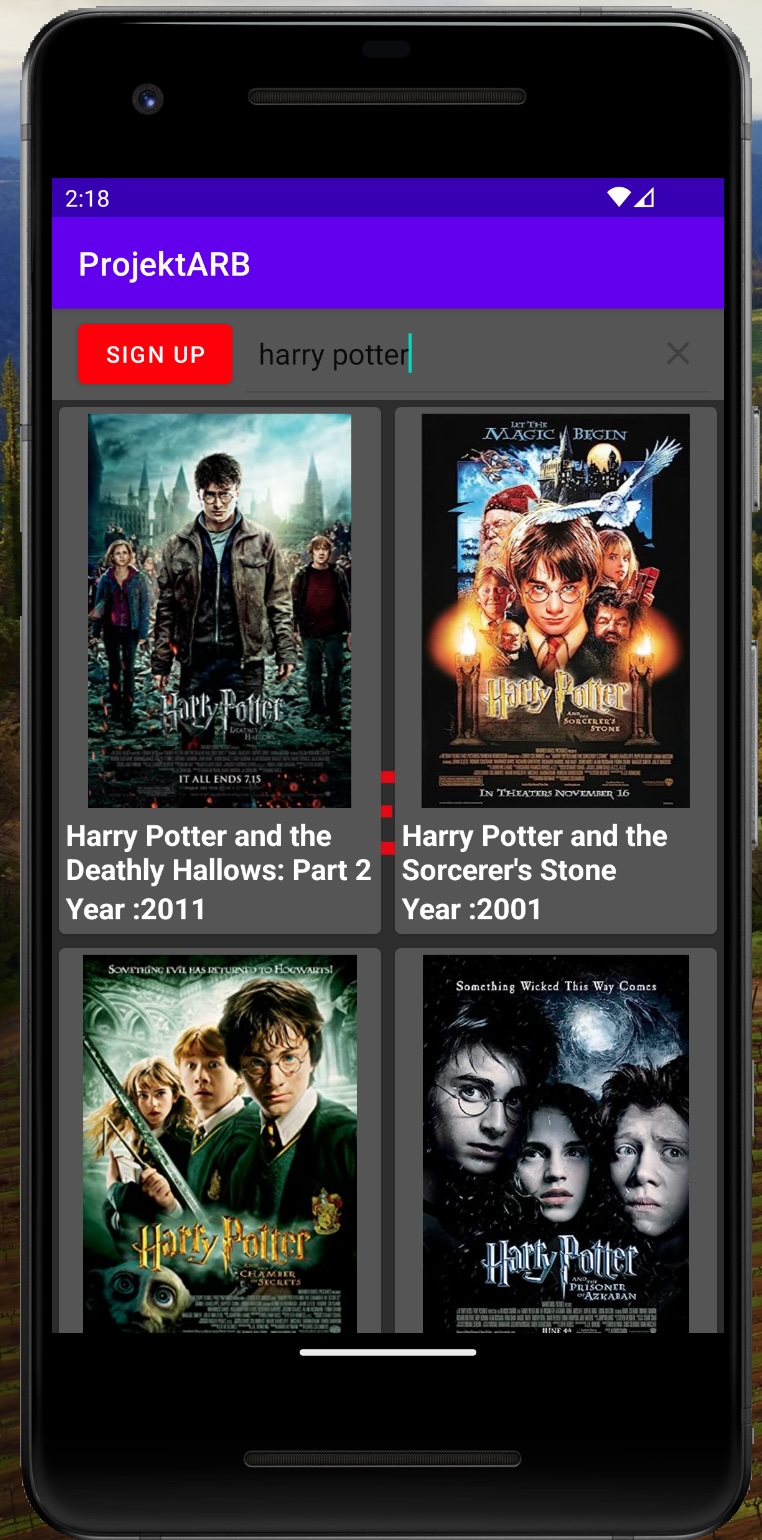 2:18
ProjektARB
SIGN UP
harry potter
LET THE
MAGIC BEGIN
Harry Potter
AND THE
SORCERER'S
STONE
IN THEATERS NOVEMBER 16
Harry Potter
DEATHLY
HALLOWS
IT ALL ENDS 7.15
Harry Potter and the
Deathly Hallows: Part 2
Year :2011
Harry Potter and the
Sorcerer's Stone
Year :2001
SOMETHING EVIL HAS RETURNED TO HOGWARTS!
Harry Potter
AND THE
CHAMBER
OF SECRETS
Something Wicked This Way Comes
Harry Potter
AND THE
PRISONER
OF AZKABAN
JUNE 4